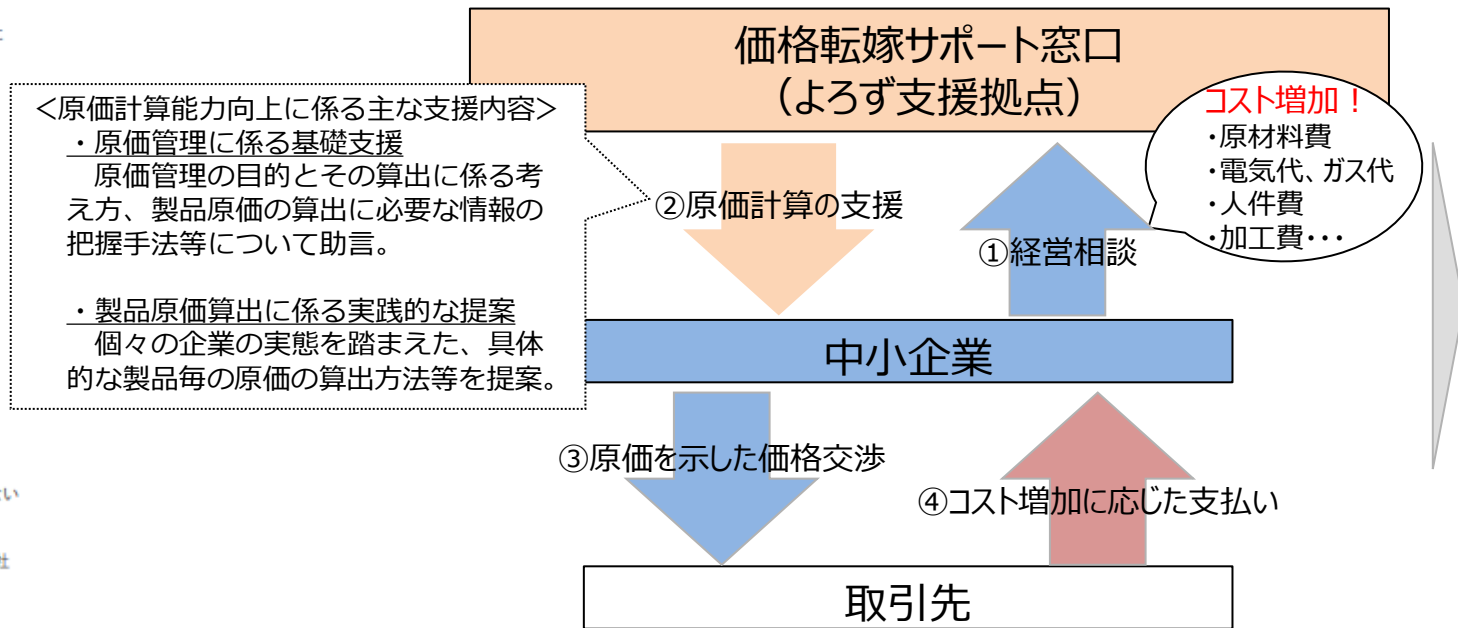 価格転嫁サポート窓口
（よろず支援拠点）
＜原価計算能力向上に係る主な支援内容＞
・原価管理に係る基礎支援
原価管理の目的とその算出に係る考
え方、製品原価の算出に必要な情報の
把握手法等について助言。
・製品原価算出に係る実践的な提案
個々の企業の実態を踏まえた、具体
的な製品毎の原価の算出方法等を提案。
コスト増加！
・原材料費
・電気代、ガス代
・人件費
・加工費・・・
②原価計算の支援
①経営相談
中小企業
③原価を示した価格交渉
④コスト増加に応じた支払い
取引先
い
社